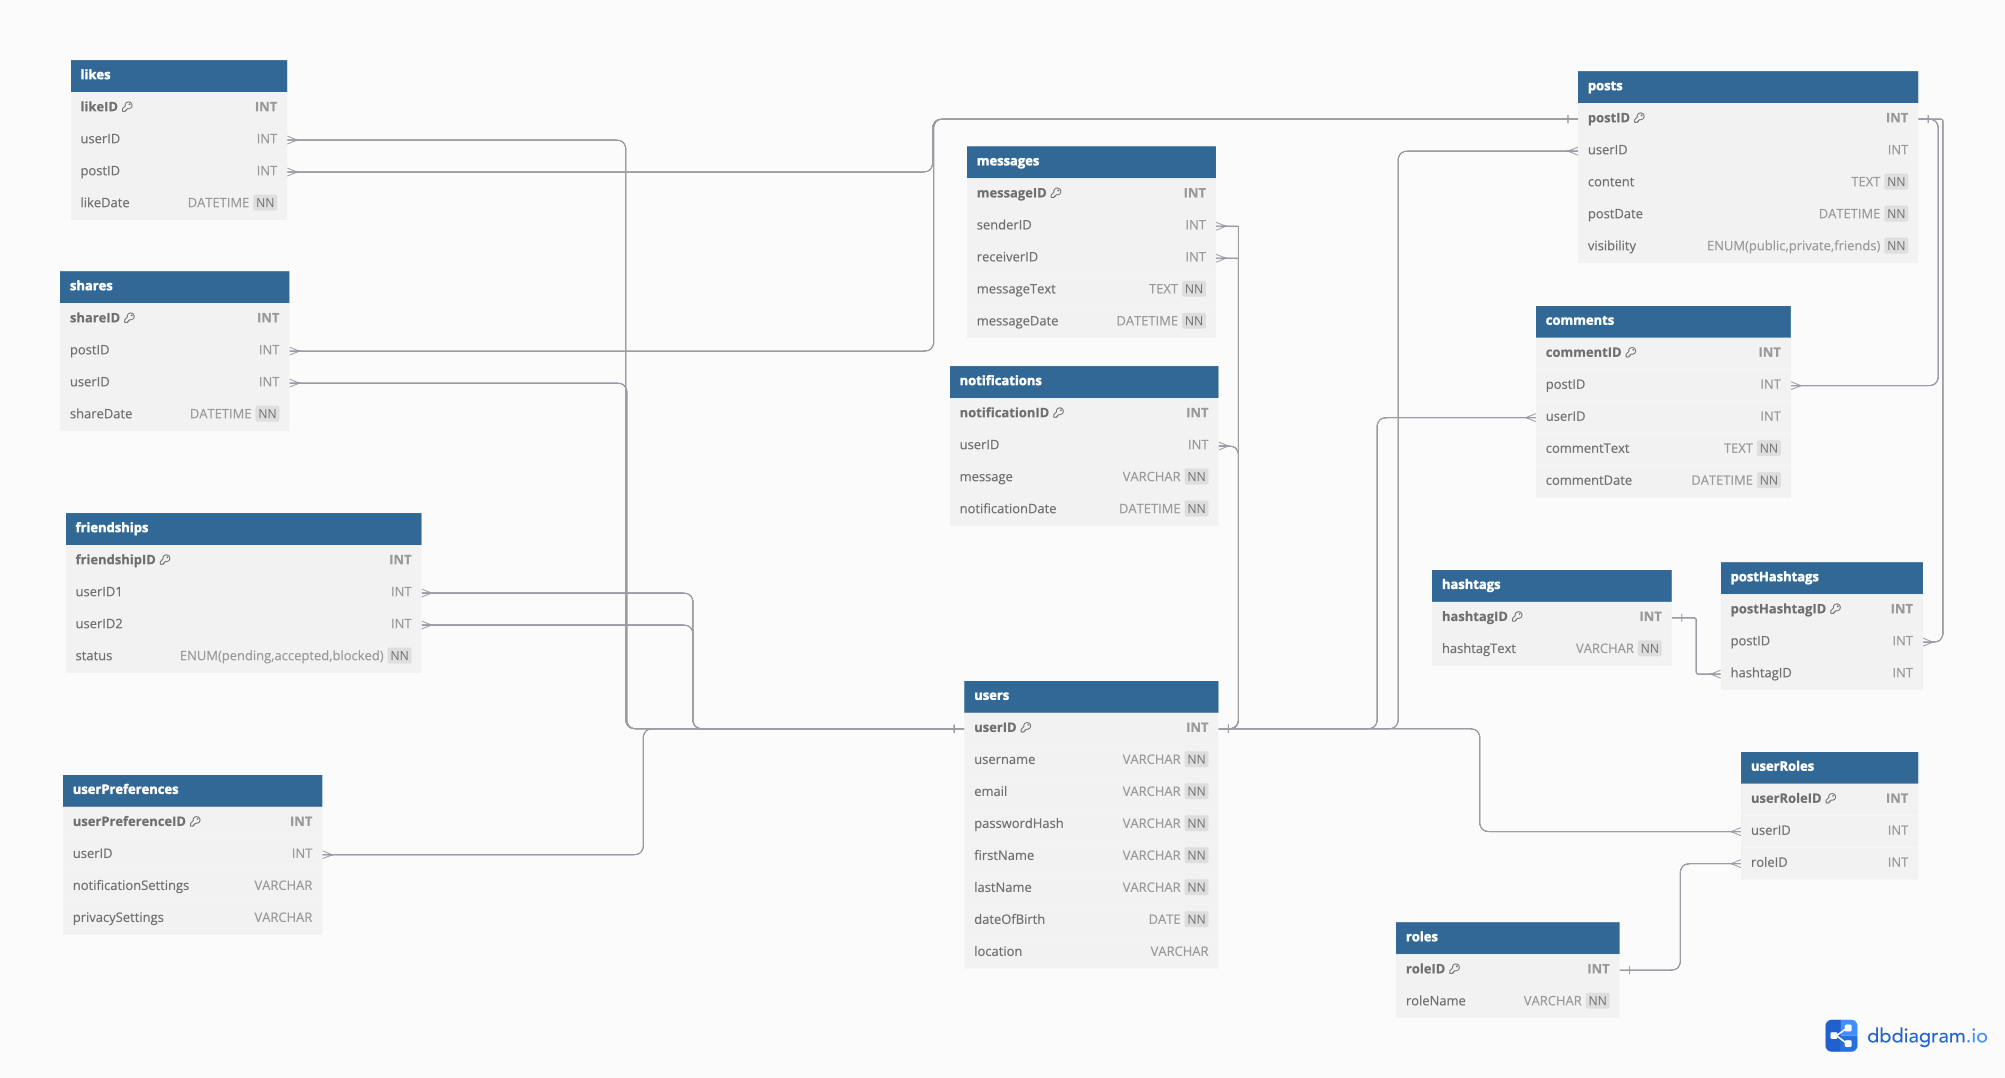 likes
likeID INT
userID INT
postID INT
likeDate DATETIME NN
shares
shareID INT
postID INT
userID INT
shareDate DATETIME NN
friendships
friendshipID INT
userID1 INT
userID2 INT
status ENUM(pending,accepted,blocked) NN
userPreferences
userPreferenceID INT
userID INT
notificationSettings VARCHAR
privacySettings VARCHAR
messages
messageID INT
senderID INT
receiverID INT
messageText TEXT NN
messageDate DATETIME NN
notifications
notificationID INT
userID INT
message VARCHAR NN
notificationDate DATETIME NN
users
userID INT
username VARCHAR NN
email VARCHAR NN
passwordHash VARCHAR NN
firstName VARCHAR NN
lastName VARCHAR NN
dateOfBirth DATE NN
location VARCHAR
posts
postID INT
userID INT
content TEXT NN
postDate DATETIME NN
visibility ENUM(public,private,friends) NN
comments
commentID INT
postID INT
userID INT
commentText TEXT NN
commentDate DATETIME NN
hashtags
hashtagID INT
hashtagText VARCHAR NN
postHashtags
postHashtagID INT
postID INT
hashtagID INT
userRoles
userRoleID INT
userID INT
roleID INT
roles
roleID INT
roleName VARCHAR NN
dbdiagram.io